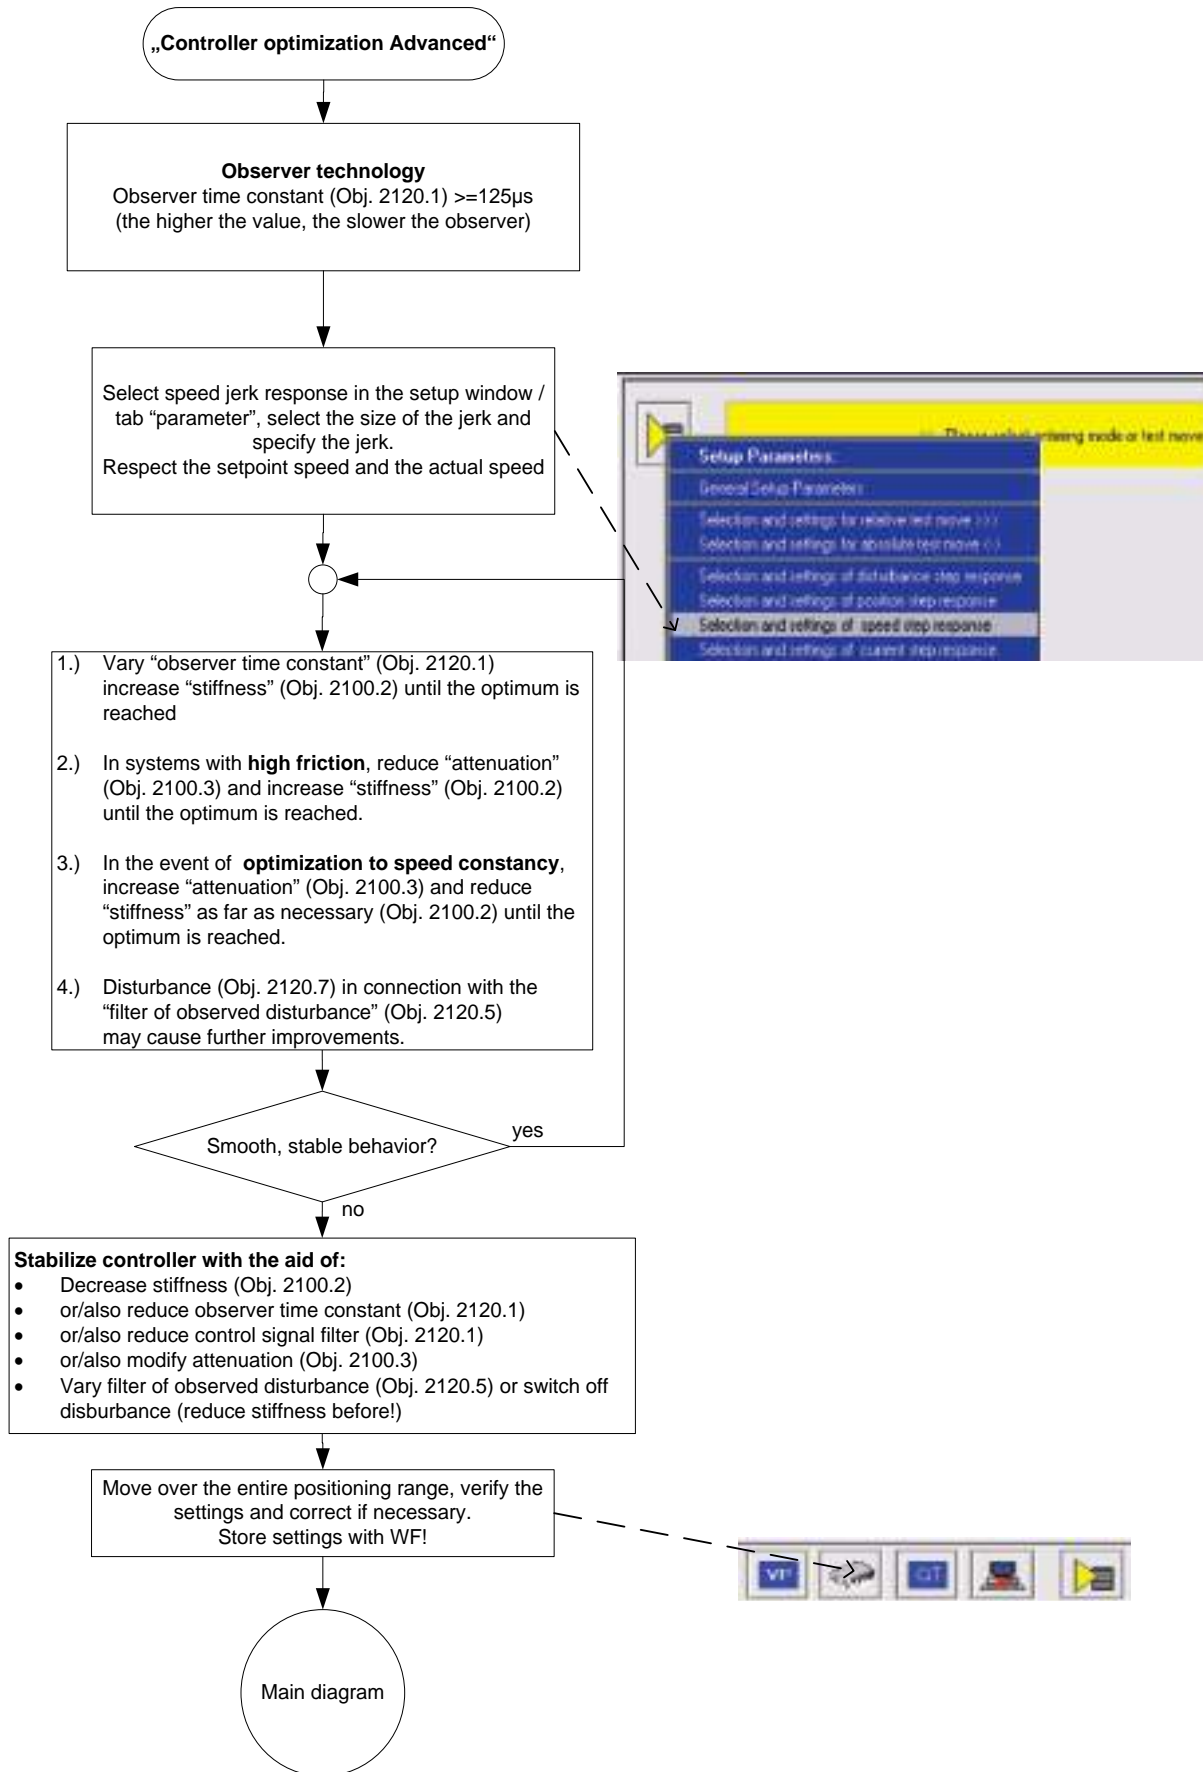 „Controller optimization Advanced“
Observer technology
Observer time constant (Obj. 2120.1) >=125µs
(the higher the value, the slower the observer)
Select speed jerk response in the setup window /
tab “parameter”, select the size of the jerk and
specify the jerk.
Respect the setpoint speed and the actual speed
mode or test move
Setup Parameters
General Setup Parameters
Selection and settings for relative test move >>>
Selection and settings for absolute test move
Selection and settings of disturbance step response
Selection and settings of position step response
Selection and settings of speed step response
Selection and settings of current step response
1.) Vary “observer time constant” (Obj. 2120.1)
increase “stiffness” (Obj. 2100.2) until the optimum is
reached
2.) In systems with high friction, reduce “attenuation”
(Obj. 2100.3) and increase “stiffness” (Obj. 2100.2)
until the optimum is reached.
3.) In the event of optimization to speed constancy,
increase “attenuation” (Obj. 2100.3) and reduce
“stiffness” as far as necessary (Obj. 2100.2) until the
optimum is reached.
4.) Disturbance (Obj. 2120.7) in connection with the
“filter of observed disturbance” (Obj. 2120.5)
may cause further improvements.
Smooth, stable behavior?
yes
no
Stabilize controller with the aid of:
• Decrease stiffness (Obj. 2100.2)
• or/also reduce observer time constant (Obj. 2120.1)
• or/also reduce control signal filter (Obj. 2120.1)
• or/also modify attenuation (Obj. 2100.3)
• Vary filter of observed disturbance (Obj. 2120.5) or switch off
disburbance (reduce stiffness before!)
Move over the entire positioning range, verify the
settings and correct if necessary.
Store settings with WF!
Main diagram